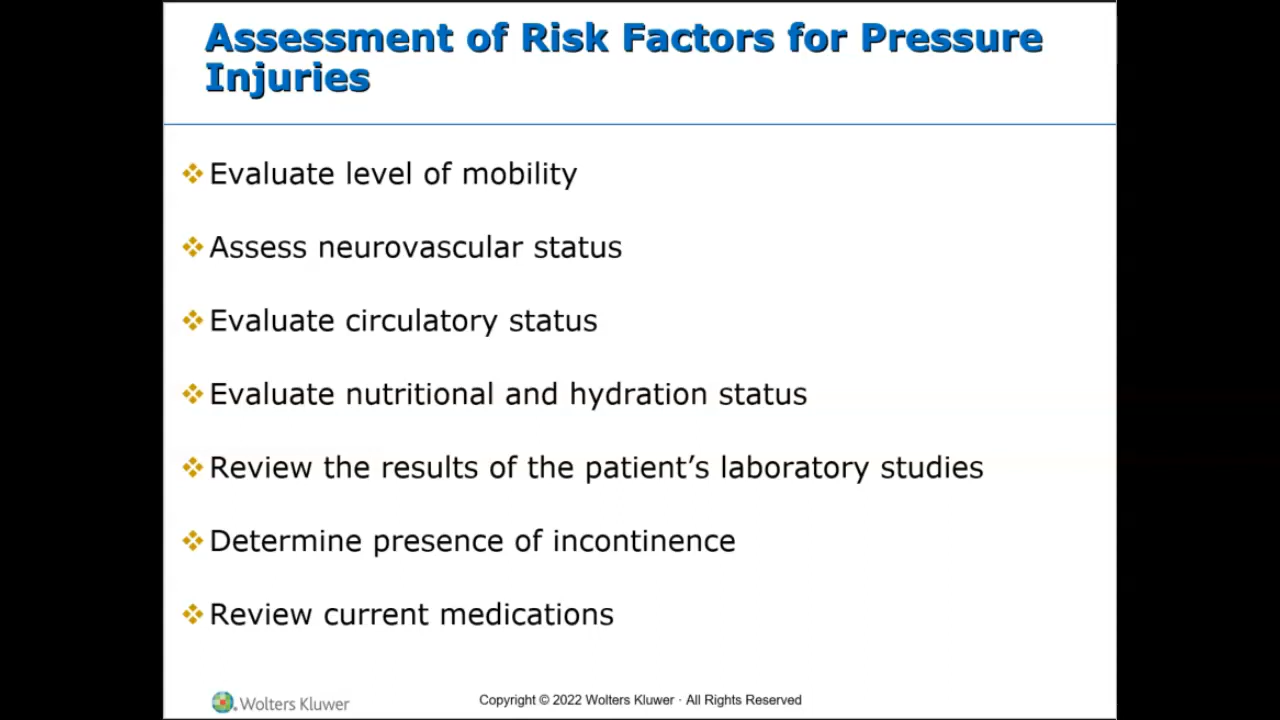 Assessment of Risk Factors for Pressure
Injuries
Evaluate level of mobility
Assess neurovascular status
Evaluate circulatory status
Evaluate nutritional and hydration status
Review the results of the patient’s laboratory studies
Determine presence of incontinence
Review current medications
Wolters Kluwer
Copyright © 2022 Wolters Kluwer · All Rights Reserved